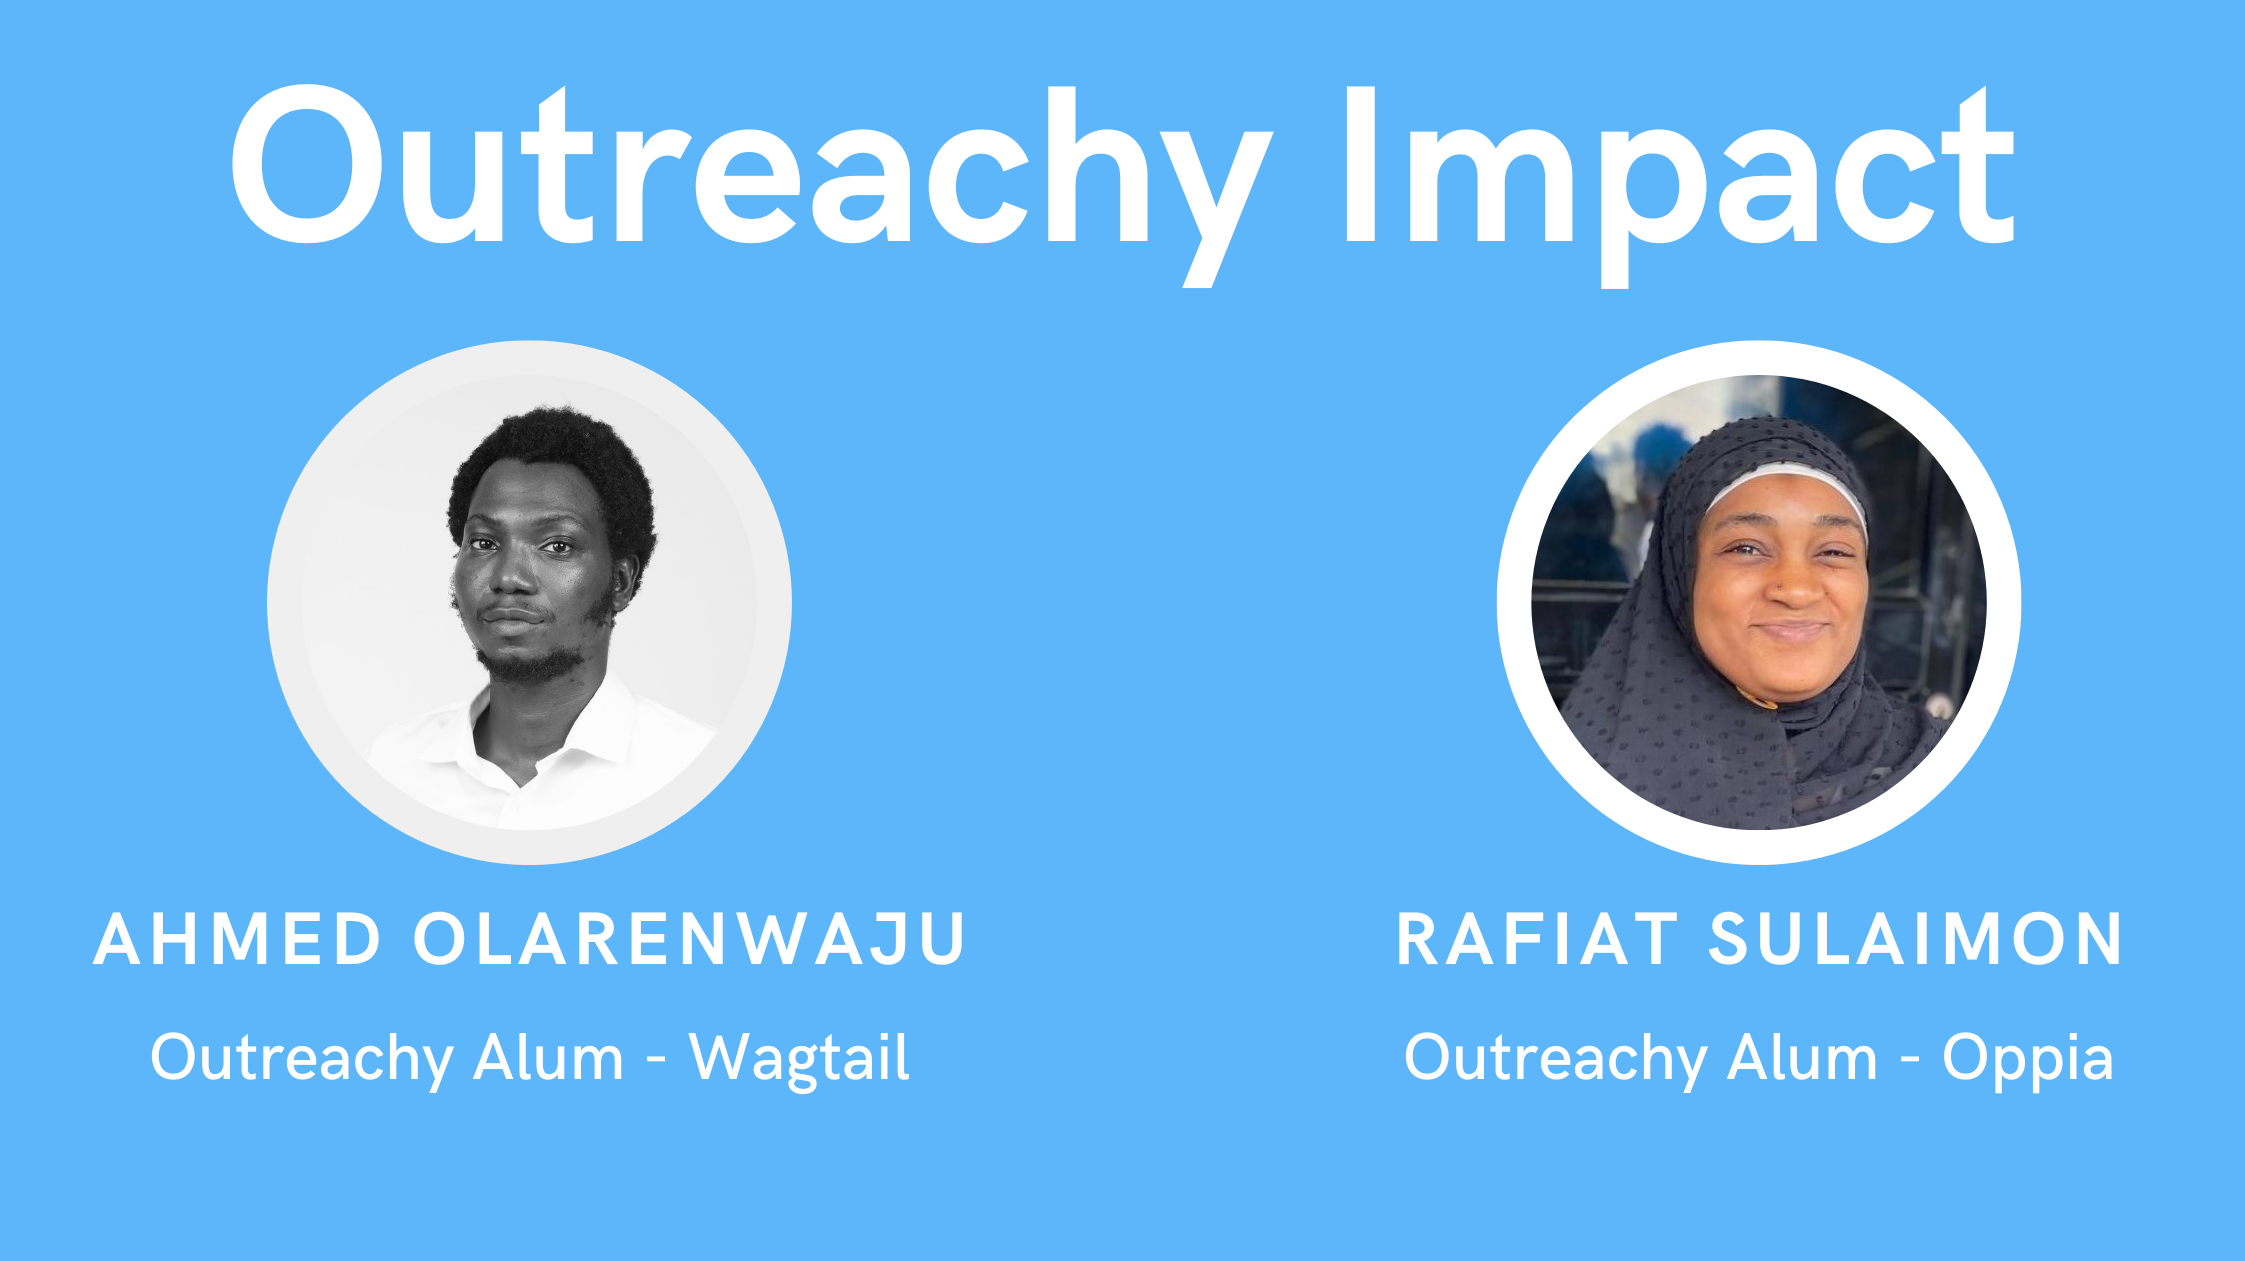 Outreachy Impact
AHMED OLARENWAJU
Outreachy Alum - Wagtail
RAFIAT SULAIMON
Outreachy Alum - Oppia